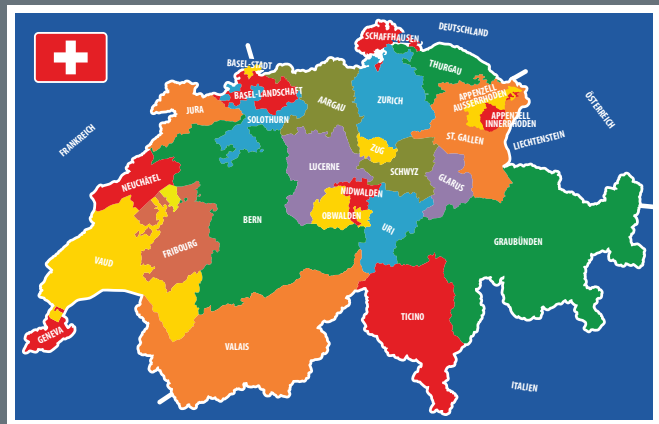 DEUTSCHLAND
SCHAFFHAUSEN
BASEL-STADT
THURGAU
BASEL-LANDSCHAFT
AARGAU
ZURICH
APPENZELL
AUSSERRHODEN
JURA
SOLOTHURN
APPENZELL
INNERRHODEN
ÖSTERREICH
FRANKREICH
ST. GALLEN
LIECHTENSTEIN
ZUG
LUCERNE
SCHWYZ
GLARUS
NEUCHÂTEL
NIDWALDEN
OBWALDEN
BERN
URI
GRAUBÜNDEN
FRIBOURG
VAUD
TICINO
GENEVA
VALAIS
ITALIEN